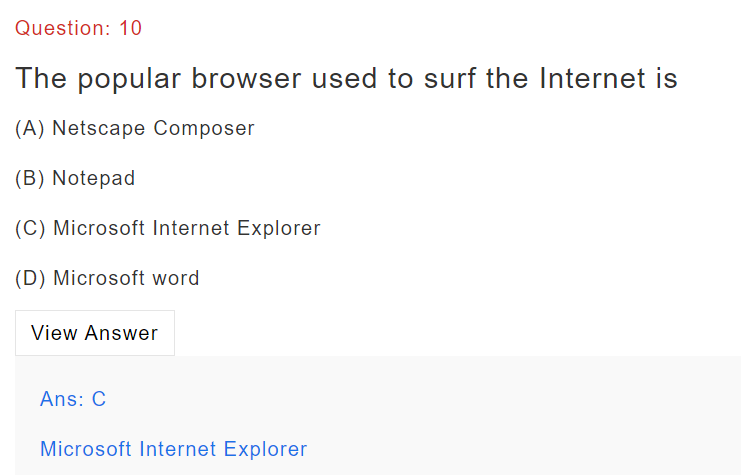 Question: 10
The popular browser used to surf the Internet is
(A) Netscape Composer
(B) Notepad
(C) Microsoft Internet Explorer
(D) Microsoft word
View Answer
Ans: C
Microsoft Internet Explorer